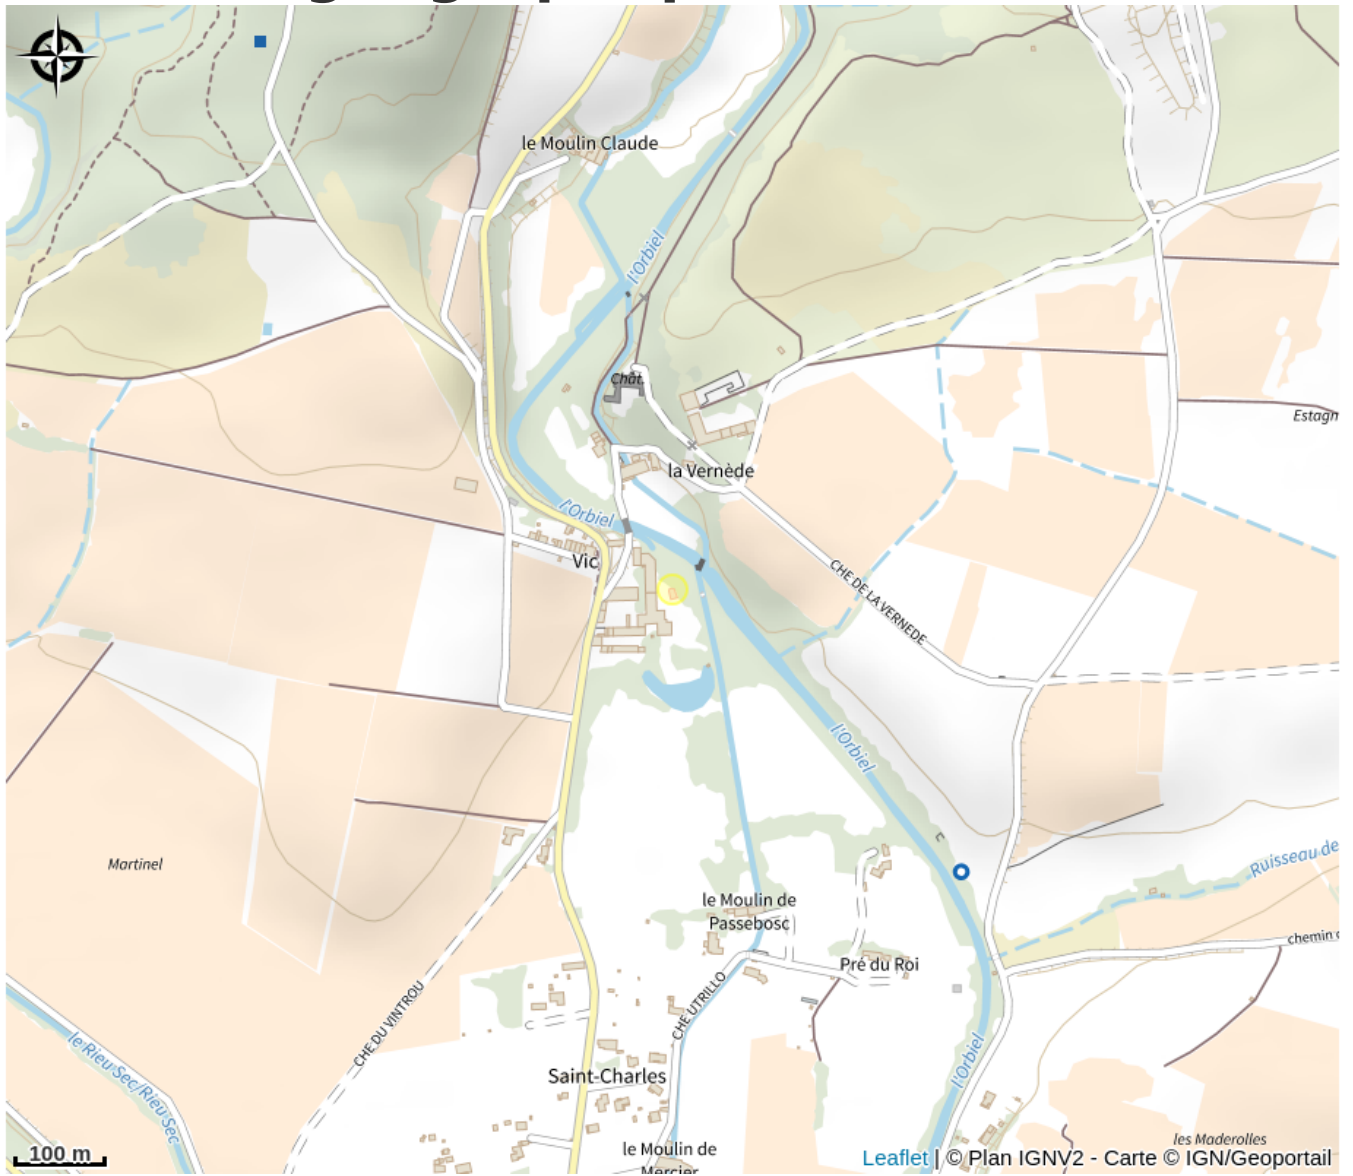 le Moulin Claude
l'Orbiel
Chât.
Estagn
la Vernède
l'Orbiel
Vic
CHE DE LA VERNEDE
l'Orbiel
Martinel
Ruisseau de
le Moulin de
Passebosc
chemin d
Pré du Roi
CHE UTRILLO
CHE DU VINTROU
le Rieu Sec/Rieu Sec
l'Orbiel
Saint-Charles
les Maderolles
le Moulin de
Mercier
100 m
Leaflet | © Plan IGNV2 - Carte © IGN/Geoportail